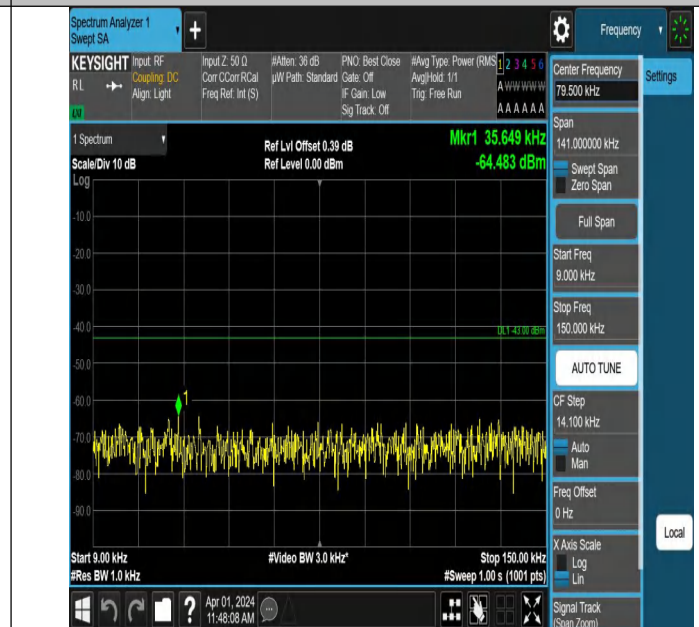 Spectrum Analyzer 1
Swept SA
+
Frequency
KEYSIGHT
RL
LXI
Input: RF
Coupling: DC
Align: Light
Input Z: 50 Ω
Corr CCorr RCal
Freq Ref: Int (S)
#Atten: 36 dB
µW Path: Standard
PNO: Best Close
Gate: Off
IF Gain: Low
Sig Track: Off
#Avg Type: Power (RMS
Avg|Hold: 1/1
Trig: Free Run
1 2 3 4 5 6
A W W W W W
A A A A A A
1 Spectrum
Scale/Div 10 dB
Log
Ref Lvl Offset 0.39 dB
Ref Level 0.00 dBm
Mkr1 35.649 kHz
-64.483 dBm
-10.0
-20.0
-30.0
-40.0
DL1 -43.00 dBm
-50.0
-60.0
1
-70.0
-80.0
-90.0
Start 9.00 kHz
#Res BW 1.0 kHz
#Video BW 3.0 kHz*
Stop 150.00 kHz
#Sweep 1.00 s (1001 pts)
?
Apr 01, 2024
11:48:08 AM
Center Frequency
79.500 kHz
Settings
Span
141.000000 kHz
Swept Span
Zero Span
Full Span
Start Freq
9.000 kHz
Stop Freq
150.000 kHz
AUTO TUNE
CF Step
14.100 kHz
Auto
Man
Freq Offset
0 Hz
X Axis Scale
Log
Lin
Local
Signal Track
(Span Zoom)